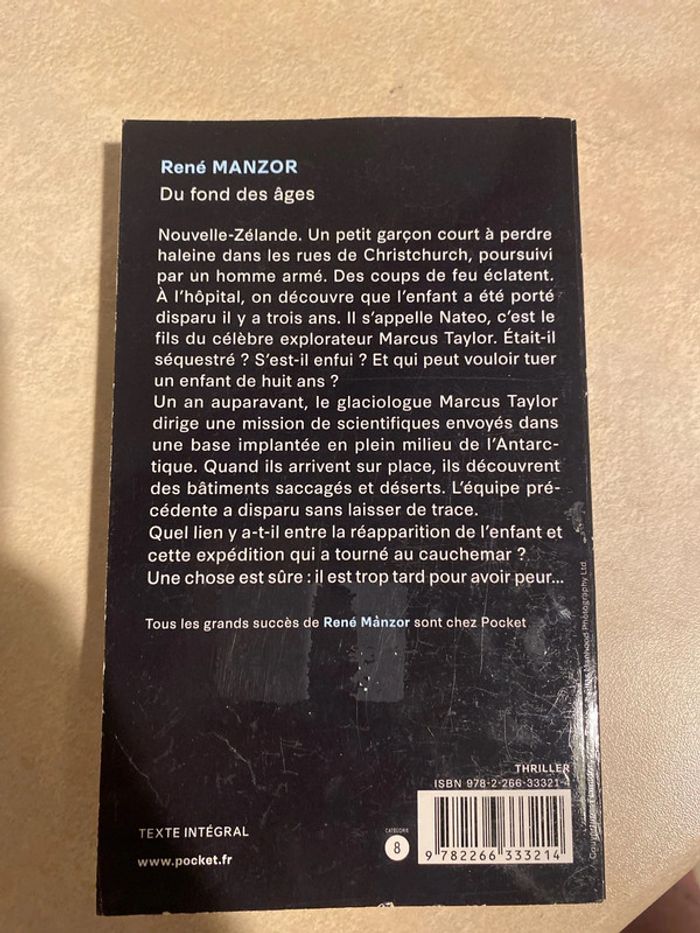 René MANZOR
Du fond des âges
Nouvelle-Zélande. Un petit garçon court à perdre
haleine dans les rues de Christchurch, poursuivi
par un homme armé. Des coups de feu éclatent.
À l'hôpital, on découvre que l'enfant a été porté
disparu il y a trois ans. Il s'appelle Nateo, c'est le
fils du célèbre explorateur Marcus Taylor. Était-il
séquestré ? S'est-il enfui ? Et qui peut vouloir tuer
un enfant de huit ans ?
Un an auparavant, le glaciologue Marcus Taylor
dirige une mission de scientifiques envoyés dans
une base implantée en plein milieu de l'Antarc-
tique. Quand ils arrivent sur place, ils découvrent
des bâtiments saccagés et déserts. L'équipe pré-
cédente a disparu sans laisser de trace.
Quel lien y a-t-il entre la réapparition de l'enfant et
cette expédition qui a tourné au cauchemar ?
Une chose est sûre : il est trop tard pour avoir peur...
Tous les grands succès de René Manzor sont chez Pocket
THRILLER
ISBN 978-2-266-33321-4
TEXTE INTÉGRAL
www.pocket.fr
CATÉGORIE
8
9 782266 333214
Photography Ltd